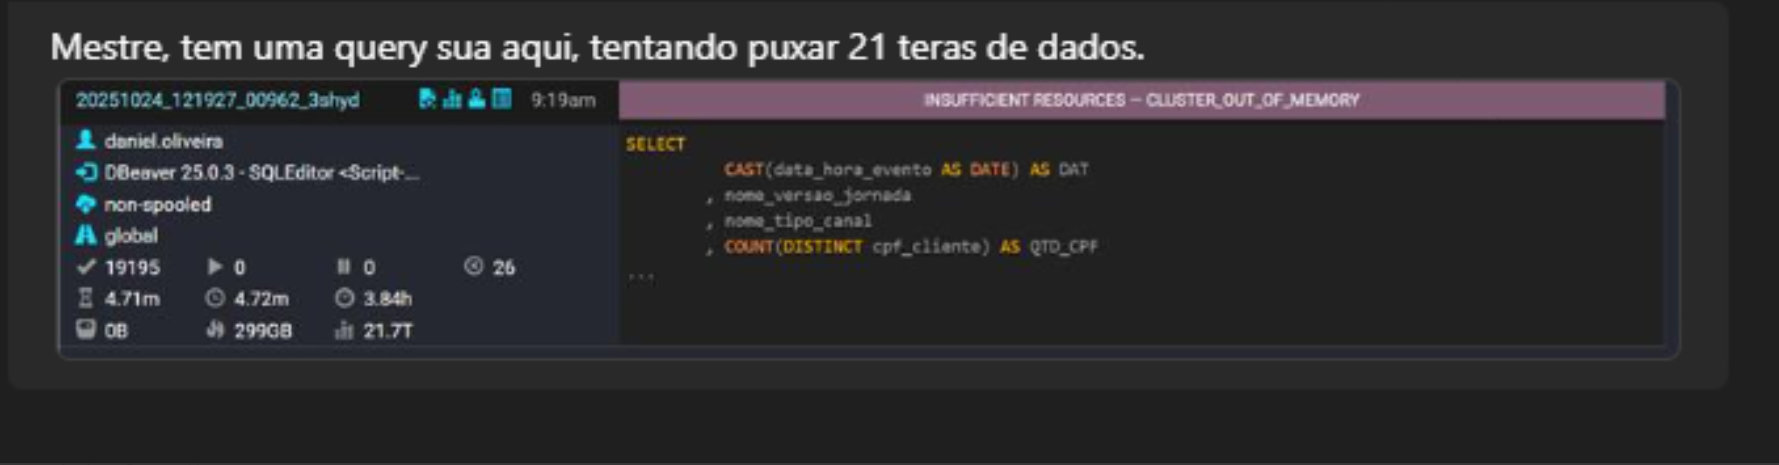 Mestre, tem uma query sua aqui, tentando puxar 21 teras de dados.
20251024_121927_00962_3shyd 9:19am
INSUFFICIENT RESOURCES — CLUSTER_OUT_OF_MEMORY
daniel.oliveira
DBeaver 25.0.3 - SQLEditor <Script-...
non-spooled
global
19195 0 0 26
4.71m 4.72m 3.84h
0B 299GB 21.7T
SELECT
CAST(data_hora_evento AS DATE) AS DAT
, nome_versao_jornada
, nome_tipo_canal
, COUNT(DISTINCT cpf_cliente) AS QTD_CPF
...